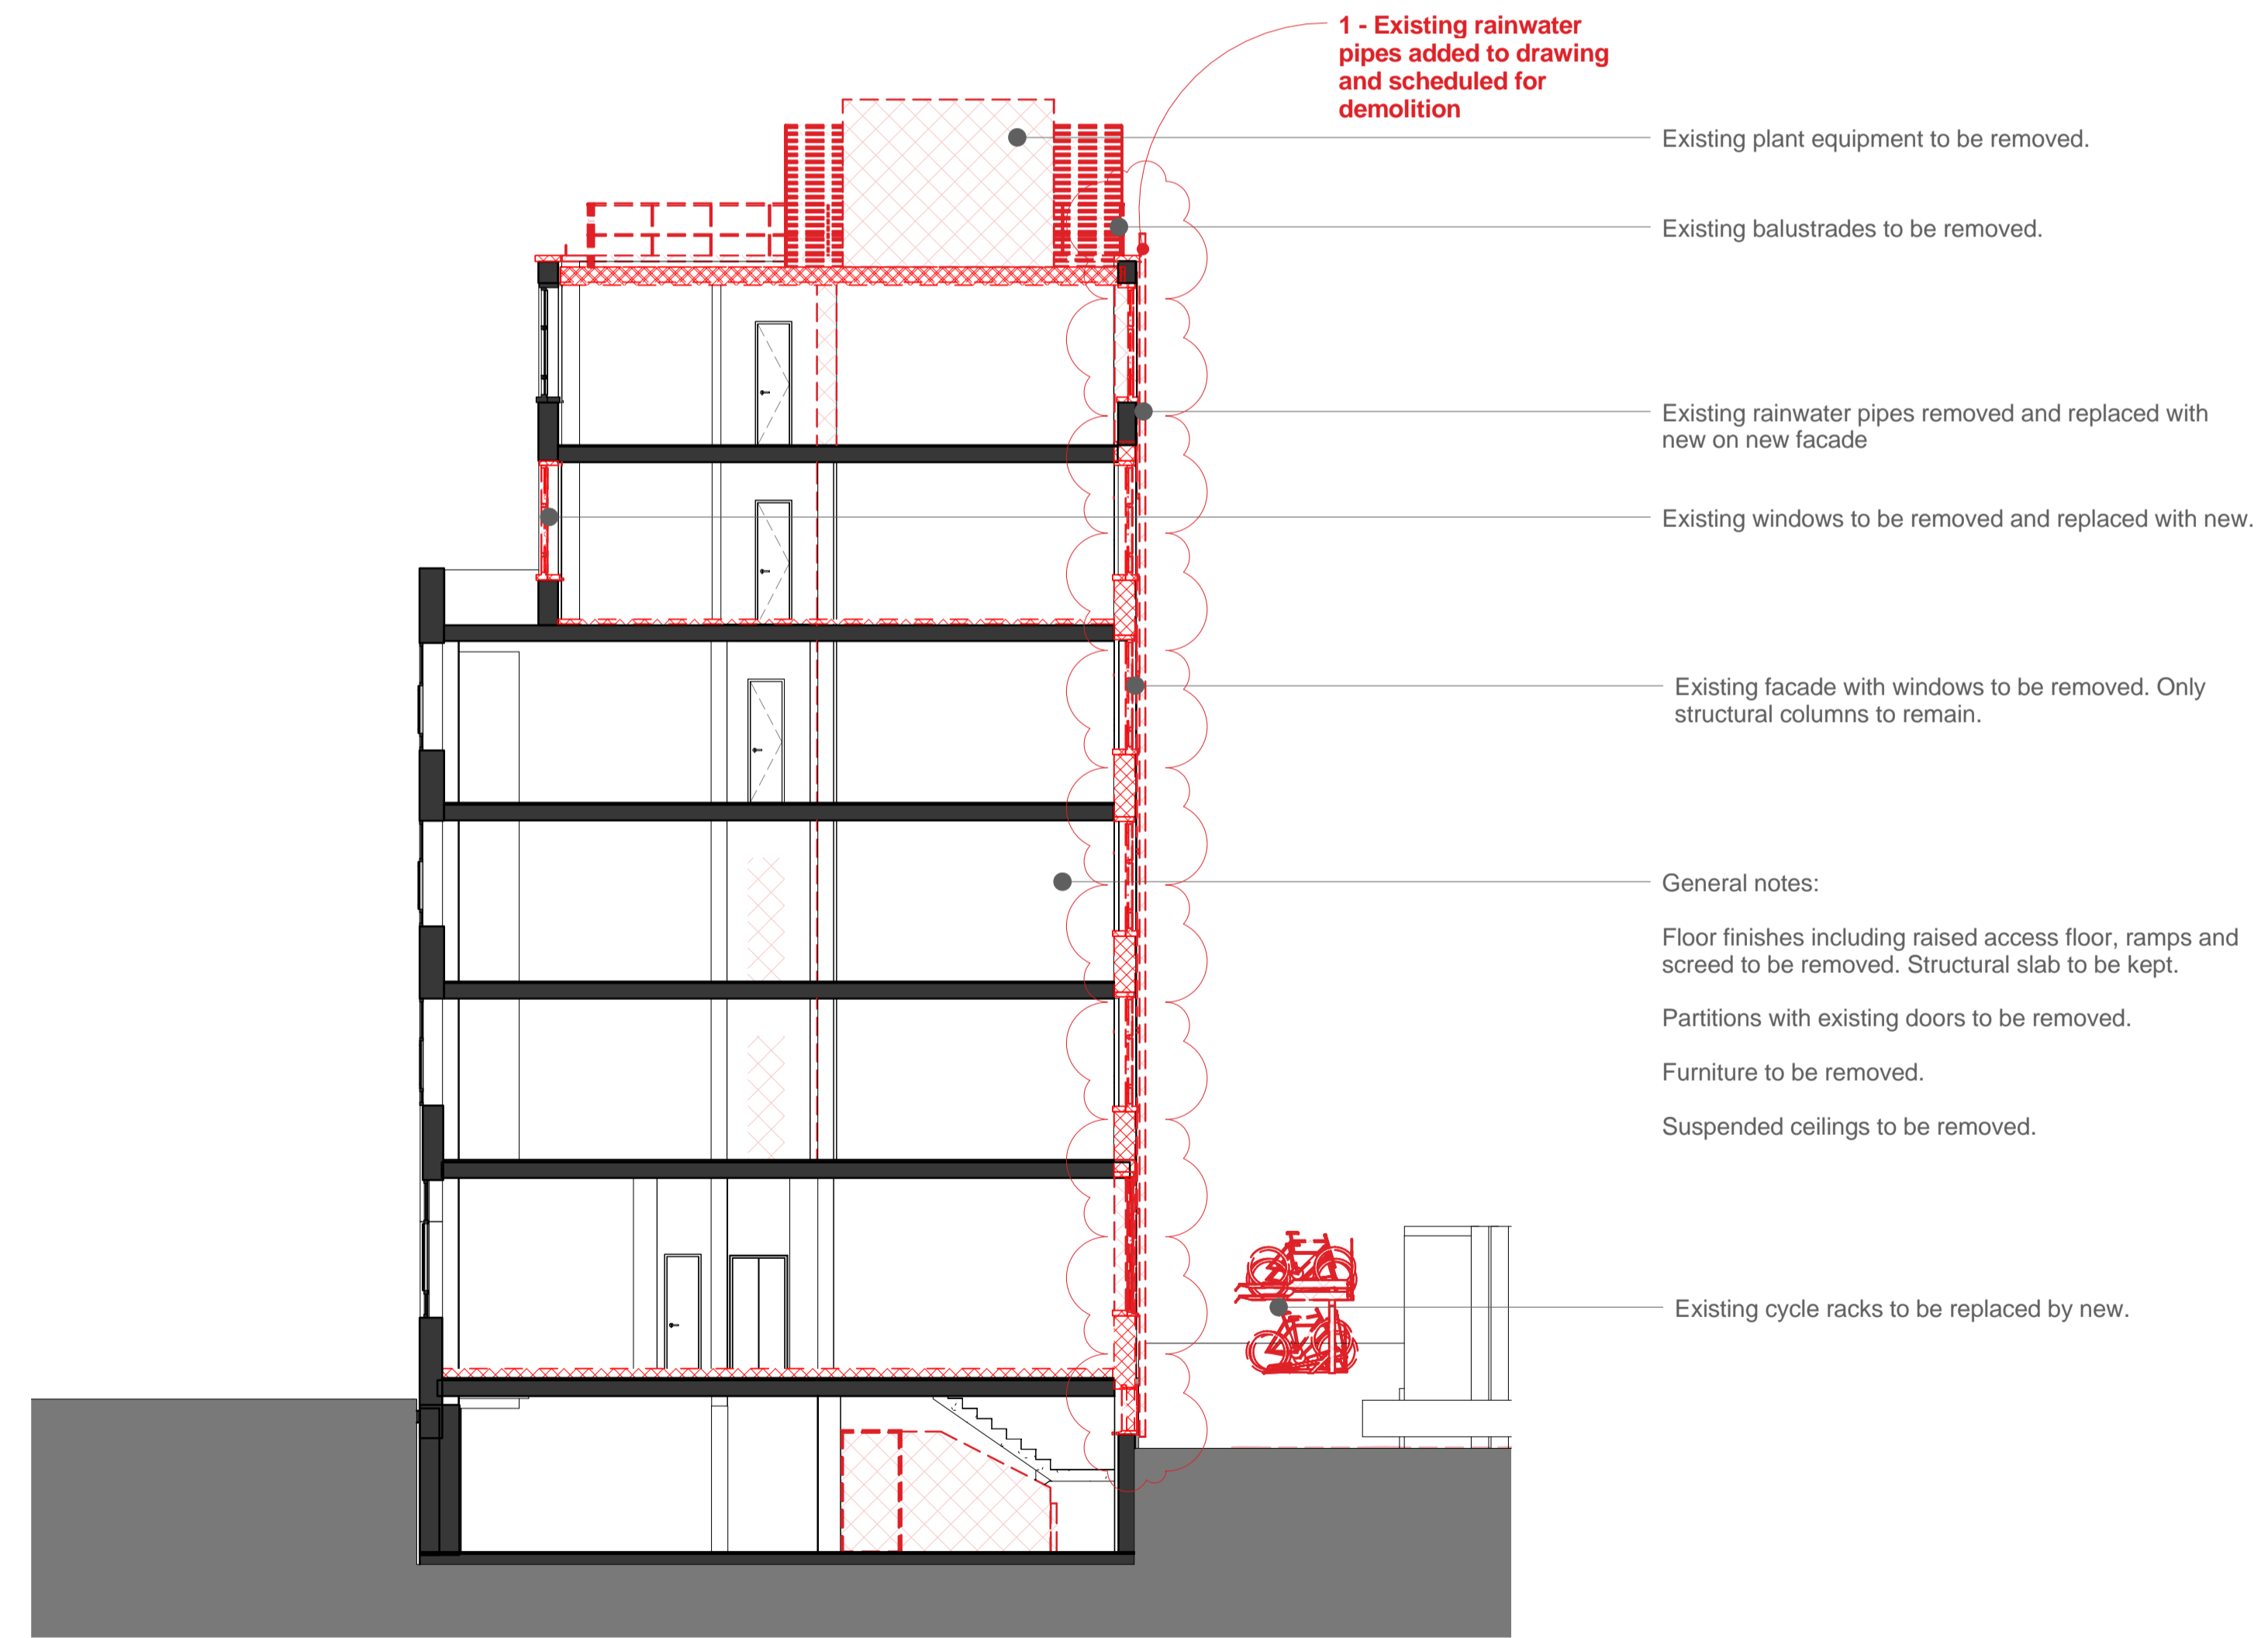 1 - Existing rainwater
pipes added to drawing
and scheduled for
demolition
Existing plant equipment to be removed.
Existing balustrades to be removed.
Existing rainwater pipes removed and replaced with
new on new facade
Existing windows to be removed and replaced with new.
Existing facade with windows to be removed. Only
structural columns to remain.
General notes:
Floor finishes including raised access floor, ramps and
screed to be removed. Structural slab to be kept.
Partitions with existing doors to be removed.
Furniture to be removed.
Suspended ceilings to be removed.
Existing cycle racks to be replaced by new.